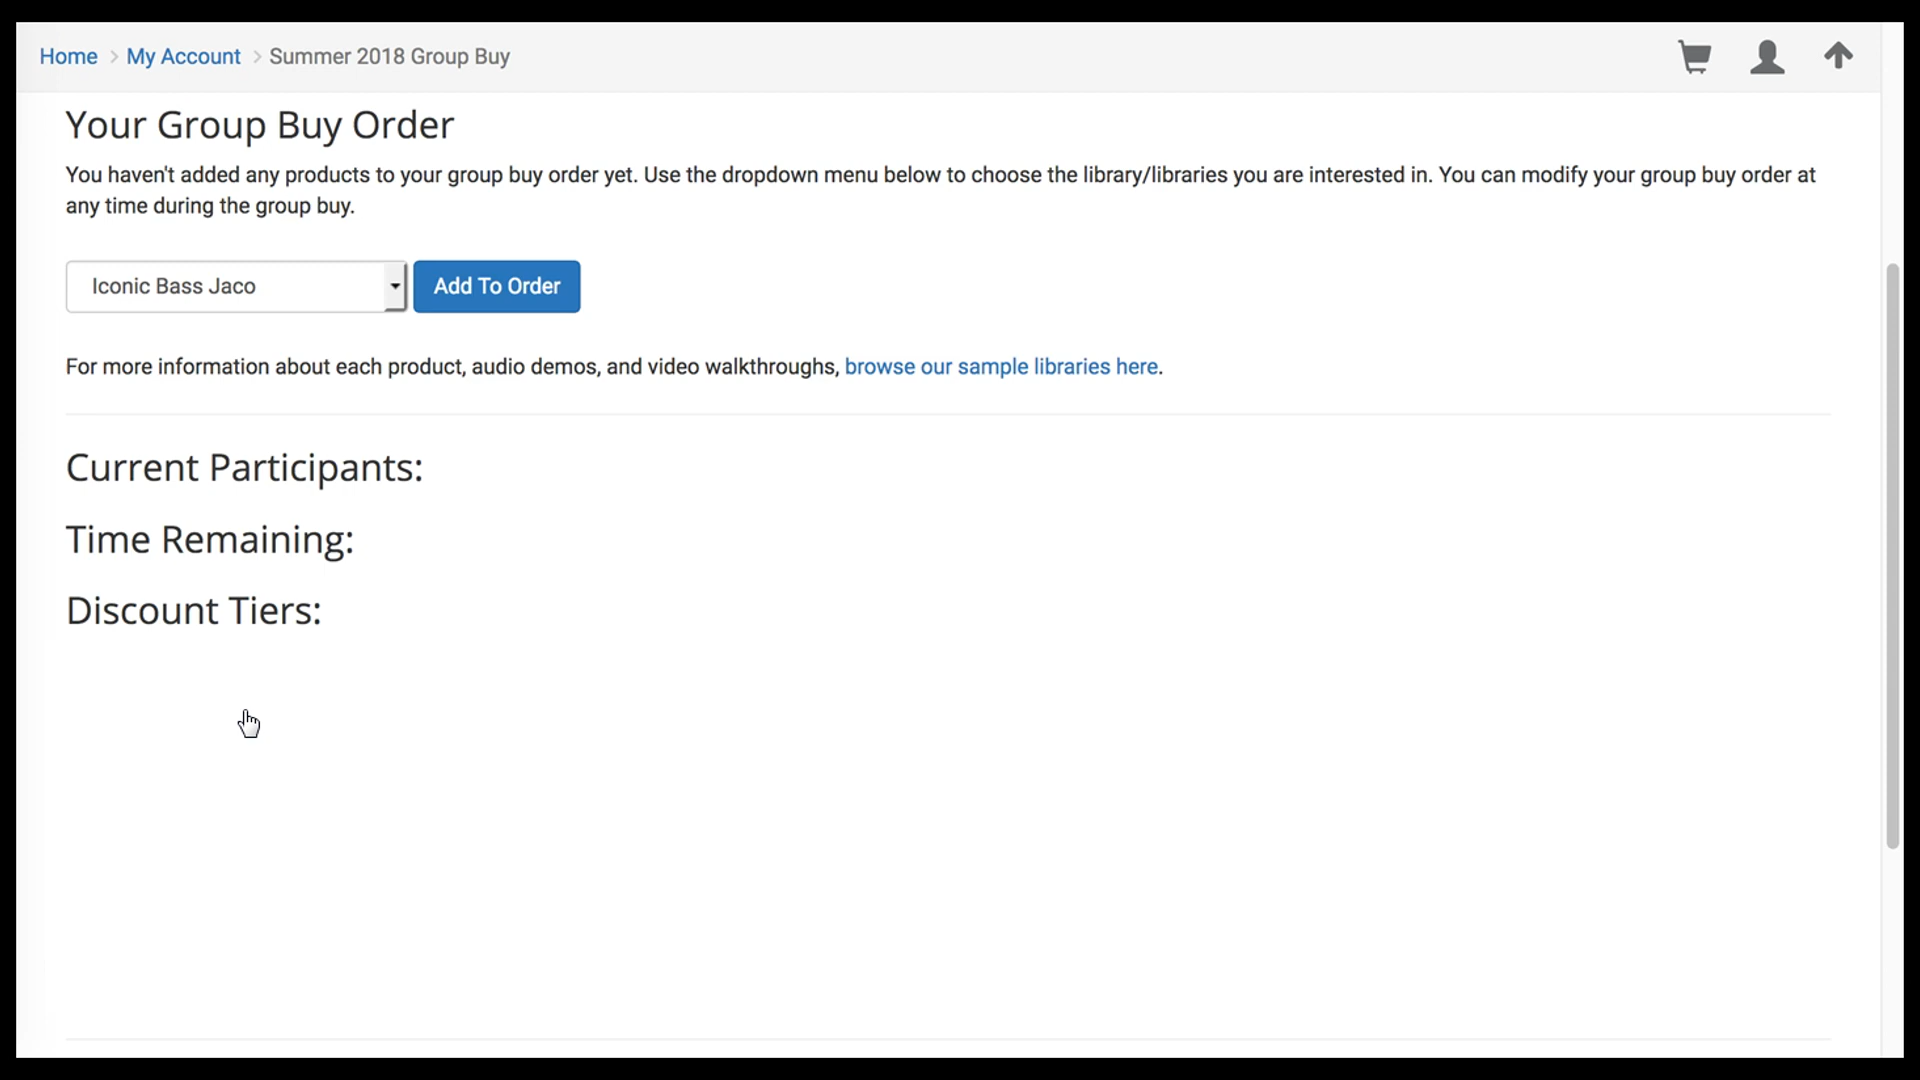 Home > My Account > Summer 2018 Group Buy
Your Group Buy Order
You haven't added any products to your group buy order yet. Use the dropdown menu below to choose the library/libraries you are interested in. You can modify your group buy order at
any time during the group buy.
Iconic Bass Jaco
Add To Order
For more information about each product, audio demos, and video walkthroughs, browse our sample libraries here.
Current Participants:
Time Remaining:
Discount Tiers: